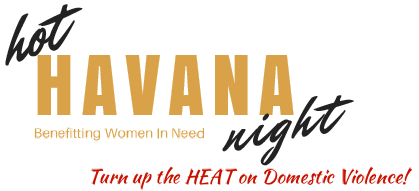 hot
HAVANA
Benefitting Women In Need
night
Turn up the HEAT on Domestic Violence!